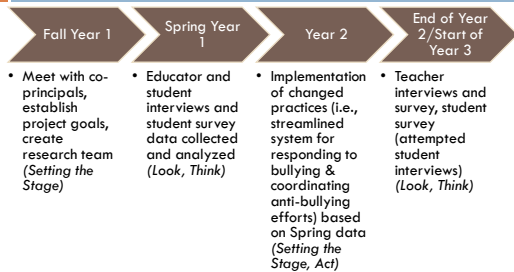 Fall Year 1
Spring Year
1
Year 2
End of Year
2/Start of
Year 3
• Meet with co-
principals,
establish
project goals,
create
research team
(Setting the
Stage)
• Educator and
student
interviews and
student survey
data collected
and analyzed
(Look, Think)
• Implementation
of changed
practices (i.e.,
streamlined
system for
responding to
bullying &
coordinating
anti-bullying
efforts) based
on Spring data
(Setting the
Stage, Act)
• Teacher
interviews and
survey, student
survey
(attempted
student
interviews)
(Look, Think)